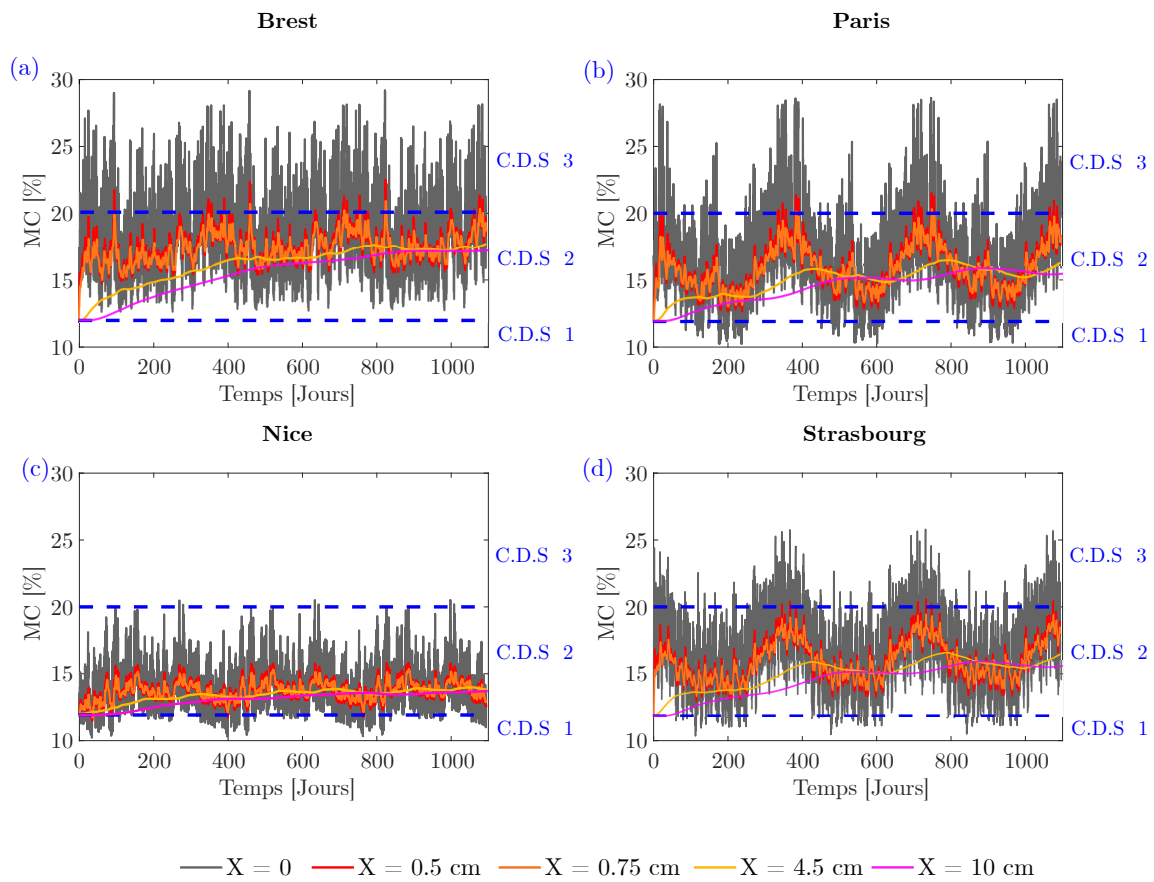 Brest
Paris
(a)
30
25
20
15
10
MC [%]
0 200 400 600 800 1000
Temps [Jours]
C.D.S 3
C.D.S 2
C.D.S 1
(b)
30
25
20
15
10
MC [%]
0 200 400 600 800 1000
Temps [Jours]
C.D.S 3
C.D.S 2
C.D.S 1
Nice
Strasbourg
(c)
30
25
20
15
10
MC [%]
0 200 400 600 800 1000
Temps [Jours]
C.D.S 3
C.D.S 2
C.D.S 1
(d)
30
25
20
15
10
MC [%]
0 200 400 600 800 1000
Temps [Jours]
C.D.S 3
C.D.S 2
C.D.S 1
X = 0 X = 0.5 cm X = 0.75 cm X = 4.5 cm X = 10 cm